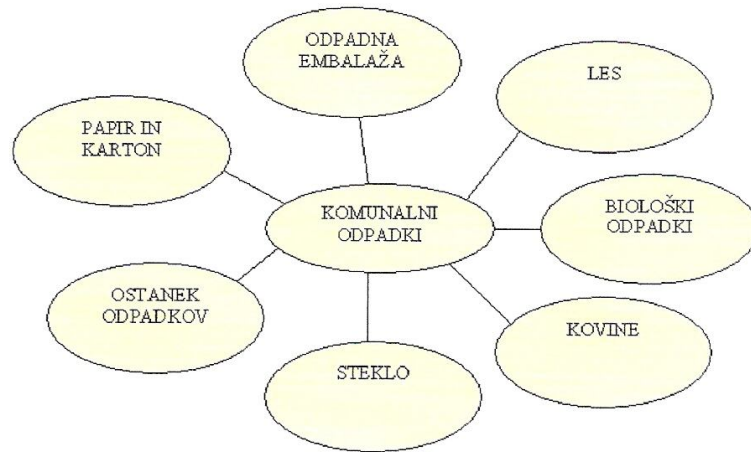 ODPADNA
EMBALAŽA
LES
PAPIR IN
KARTON
KOMUNALNI
ODPADKI
BIOLOŠKI
ODPADKI
OSTANEK
ODPADKOV
KOVINE
STEKLO